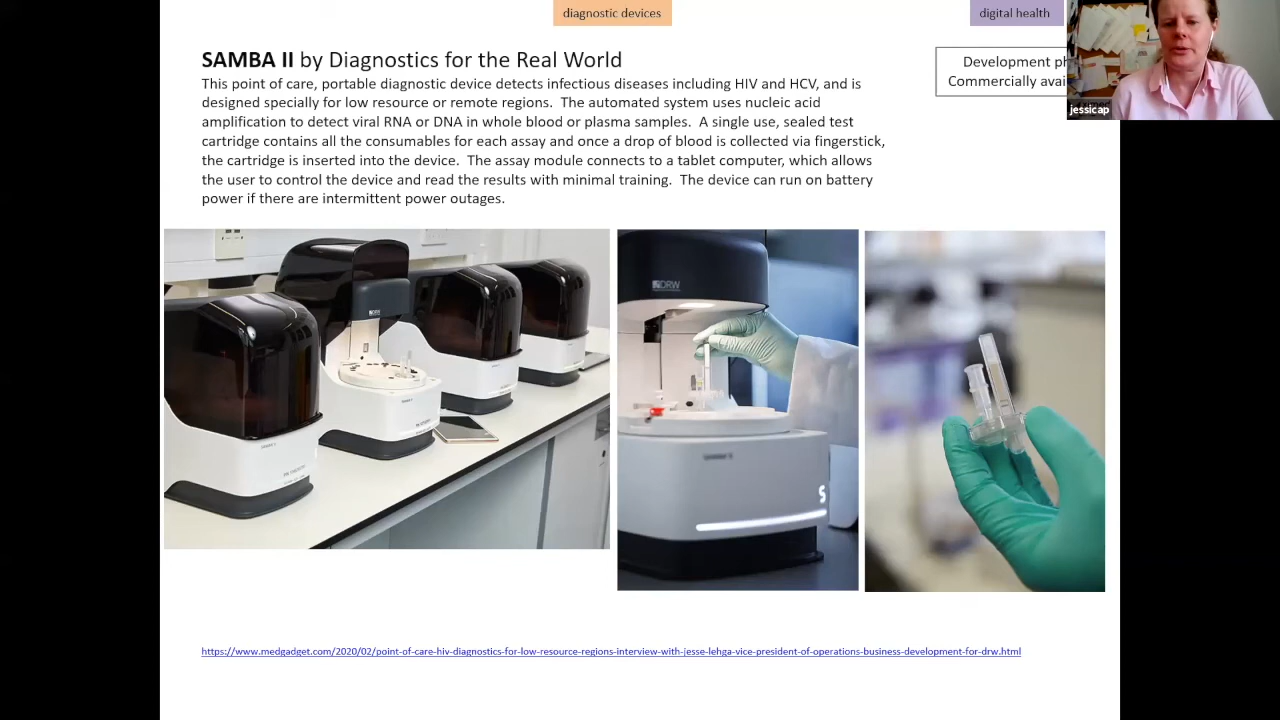 diagnostic devices
digital health
SAMBA II by Diagnostics for the Real World
This point of care, portable diagnostic device detects infectious diseases including HIV and HCV, and is
designed specially for low resource or remote regions.  The automated system uses nucleic acid
amplification to detect viral RNA or DNA in whole blood or plasma samples.  A single use, sealed test
cartridge contains all the consumables for each assay and once a drop of blood is collected via fingerstick,
the cartridge is inserted into the device.  The assay module connects to a tablet computer, which allows
the user to control the device and read the results with minimal training.  The device can run on battery
power if there are intermittent power outages.
Development ph
Commercially avai
jessicap
DRW
DRW
S
https://www.medgadget.com/2020/02/point-of-care-hiv-diagnostics-for-low-resource-regions-interview-with-jesse-lehga-vice-president-of-operations-business-development-for-drw.html